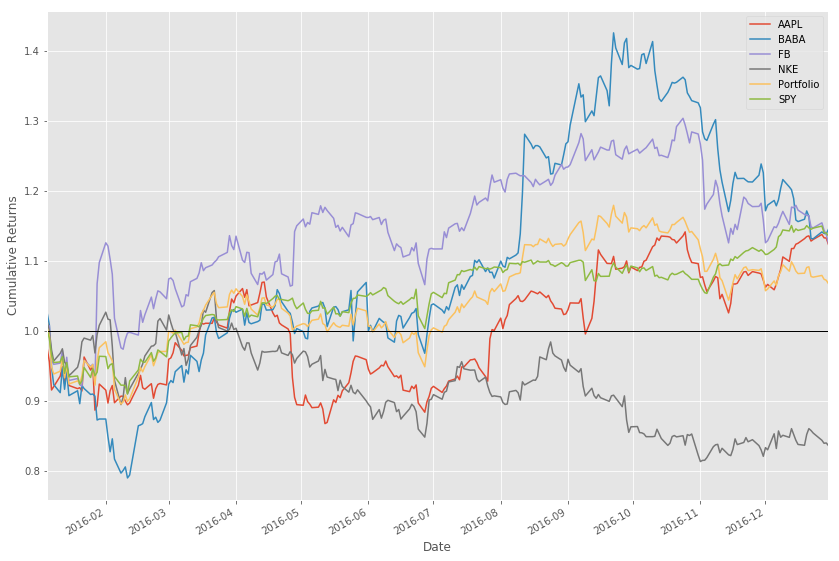 AAPL
BABA
FB
NKE
Portfolio
SPY
Cumulative Returns
1.4
1.3
1.2
1.1
1.0
0.9
0.8
2016-02
2016-03
2016-04
2016-05
2016-06
2016-07
2016-08
2016-09
2016-10
2016-11
2016-12
Date